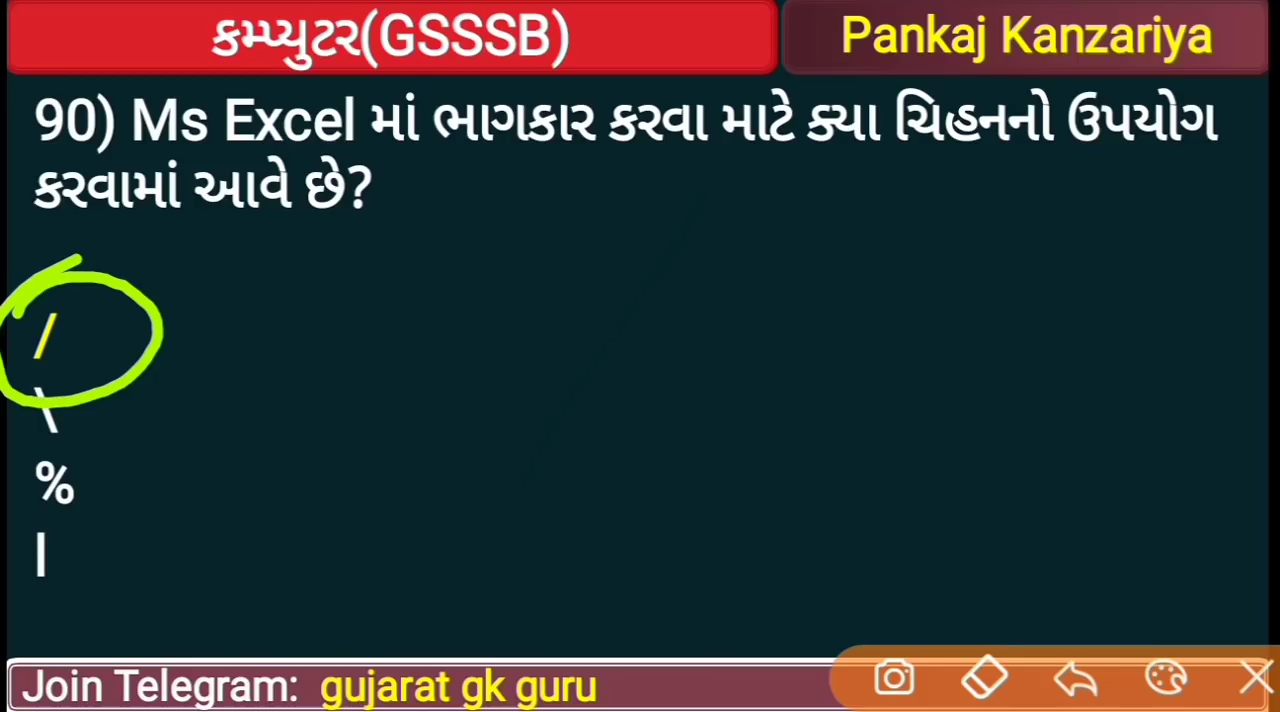 કમ્પ્યુટર(GSSSB)
Pankaj Kanzariya
90) Ms Excel માં ભાગકાર કરવા માટે ક્યા ચિહનનો ઉપયોગ
કરવામાં આવે છે?
/
\
%
|
Join Telegram: gujarat gk guru